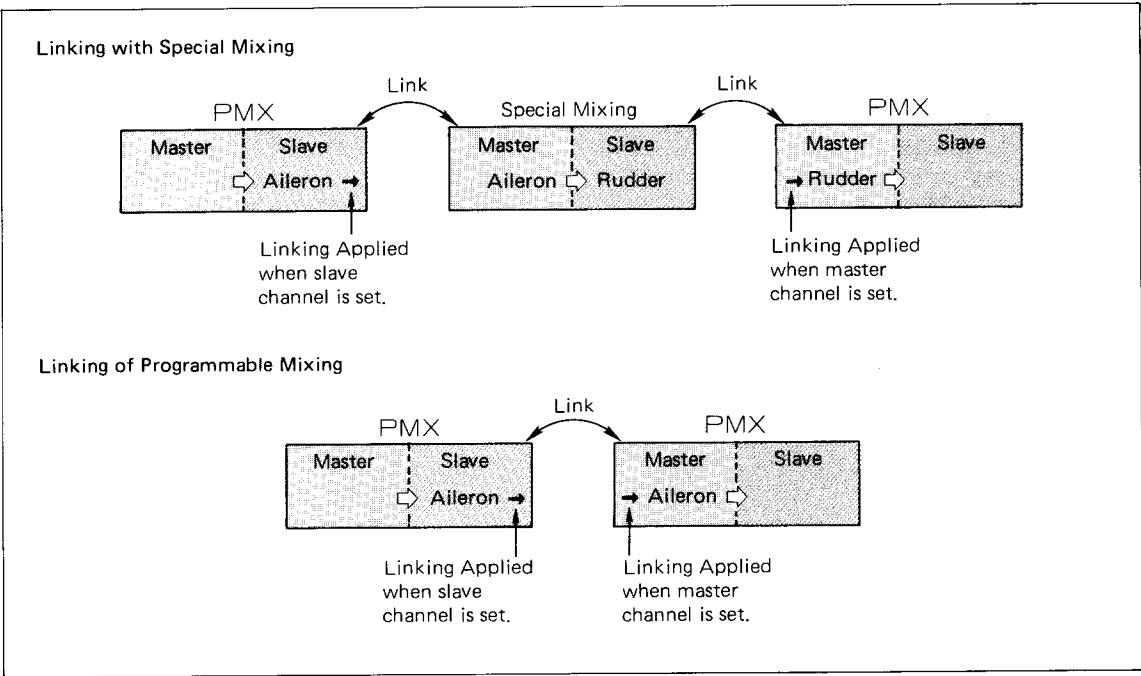 Linking with Special Mixing
Link
Link
PMX
Special Mixing
PMX
Master Slave
Master Slave
Master Slave
Aileron
Aileron Rudder
Rudder
Linking Applied
when slave
channel is set.
Linking Applied
when master
channel is set.
Linking of Programmable Mixing
Link
PMX
PMX
Master Slave
Master Slave
Aileron
Aileron
Linking Applied
when slave
channel is set.
Linking Applied
when master
channel is set.